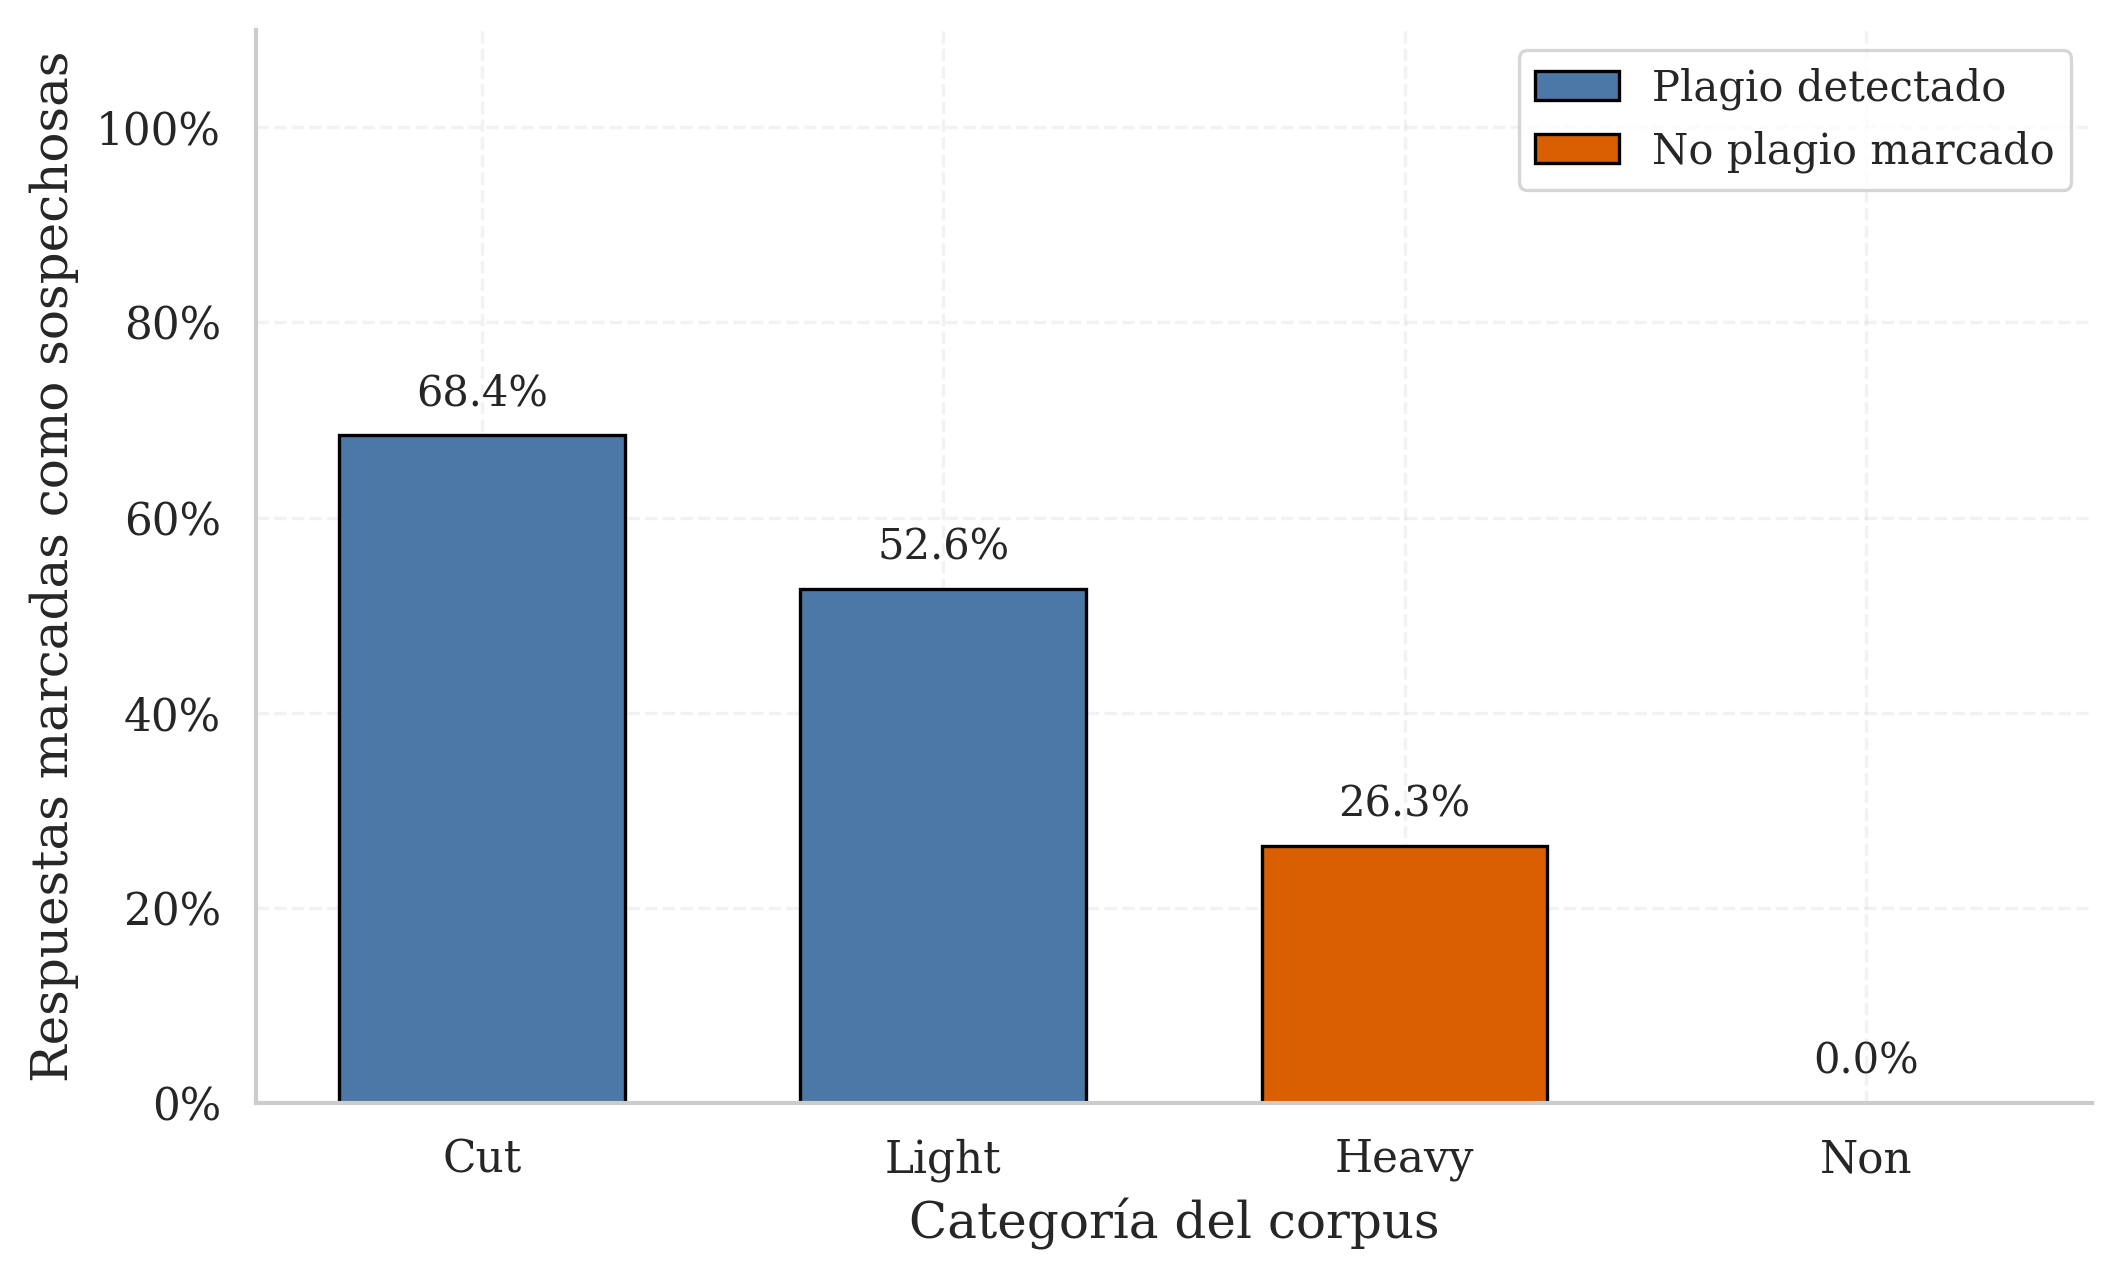 Respuestas marcadas como sospechosas
100%
80%
60%
40%
20%
0%
Plagio detectado
No plagio marcado
68.4%
52.6%
26.3%
0.0%
Cut
Light
Heavy
Non
Categoría del corpus